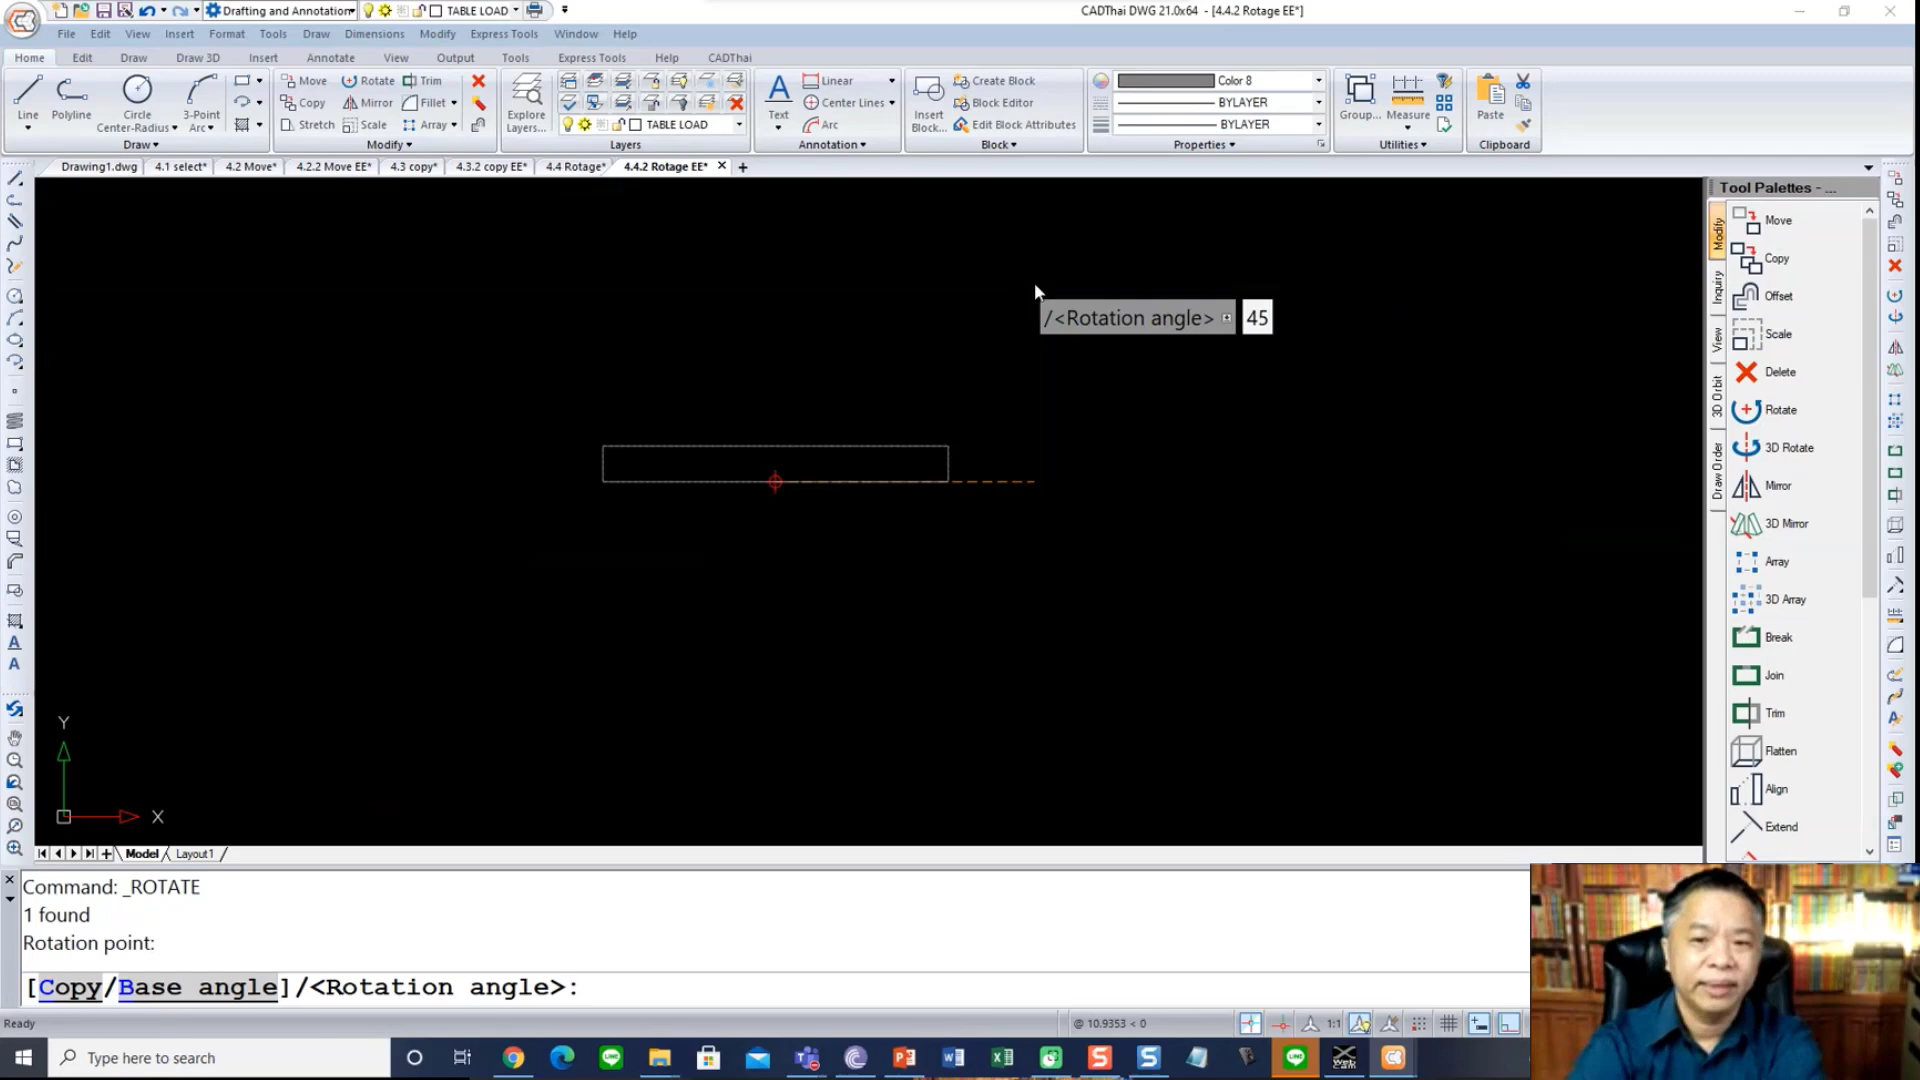 Drafting and Annotation
TABLE LOAD
CADThai DWG 21.0x64 - [4.4.2 Rotage EE*]
File Edit View Insert Format Tools Draw Dimensions Modify Express Tools Window Help
Home Edit Draw Draw 3D Insert Annotate View Output Tools Express Tools Help CADThai
Line
Polyline
Circle
Center-Radius
3-Point
Arc
Draw
Move Rotate Trim
Copy Mirror Fillet
Stretch Scale Array
Modify
Explore
Layers...
TABLE LOAD
Layers
Text
Linear
Center Lines
Arc
Annotation
Insert
Block...
Create Block
Block Editor
Edit Block Attributes
Block
Color 8
BYLAYER
BYLAYER
Properties
Group...
Measure
Utilities
Paste
Clipboard
Drawing1.dwg 4.1 select* 4.2 Move* 4.2.2 Move EE* 4.3 copy* 4.3.2 copy EE* 4.4 Rotage* 4.4.2 Rotage EE*
Tool Palettes - ...
Modify
Inquiry
View
3D Orbit
Draw Order
Move
Copy
Offset
Scale
Delete
Rotate
3D Rotate
Mirror
3D Mirror
Array
3D Array
Break
Join
Trim
Flatten
Align
Extend
/<Rotation angle> 45
Y
X
Model Layout1
Command: _ROTATE
1 found
Rotation point:
[Copy/Base angle]/<Rotation angle>:
Ready
@ 10.9353 < 0
1:1
Type here to search